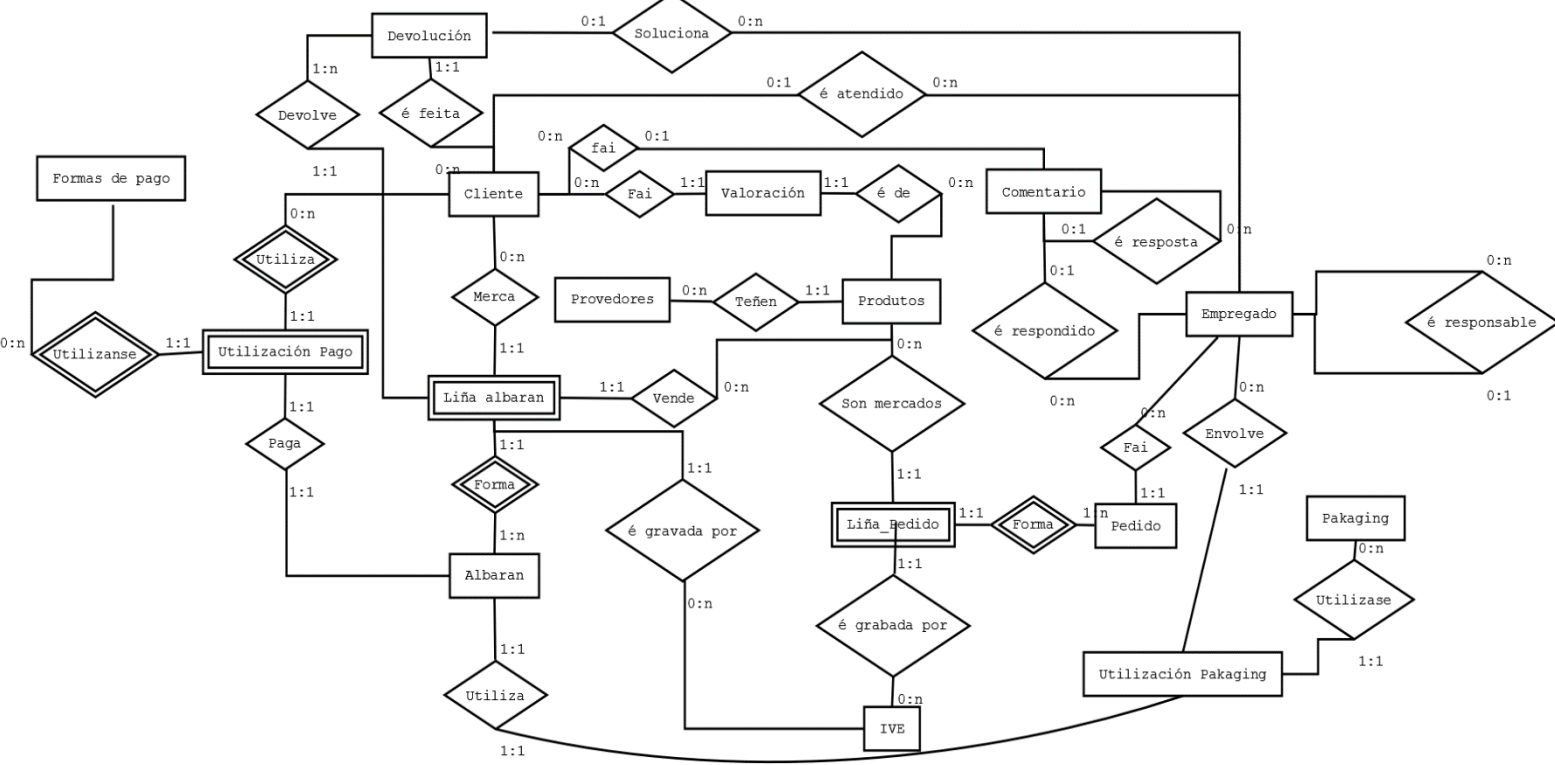 0:1
Soluciona
0:n
Devolución
1:n
1:1
0:1
é atendido
0:n
Devolve
é feita
0:n
fai
0:1
Formas de pago
1:1
0:n
Cliente
0:n
Fai
1:1
Valoración
1:1
é de
0:n
Comentario
0:n
0:1
é resposta
0:n
Utiliza
0:n
0:n
Merca
Provedores
0:n
Teñen
1:1
Produtos
0:1
Empregado
é respondido
é responsable
1:1
0:n
Utilizanse
1:1
Utilización Pago
1:1
0:n
1:1
Liña albaran
1:1
Vende
0:n
Son mercados
0:n
0:n
0:1
1:1
Paga
1:1
0:n
Fai
Envolve
1:1
Forma
1:1
é gravada por
1:1
1:1
1:1
1:1
Liña_Pedido
1:1
Forma
1:n
Pedido
Pakaging
1:n
0:n
Albaran
1:1
0:n
Utilizase
é grabada por
1:1
1:1
Utiliza
0:n
IVE
Utilización Pakaging
1:1